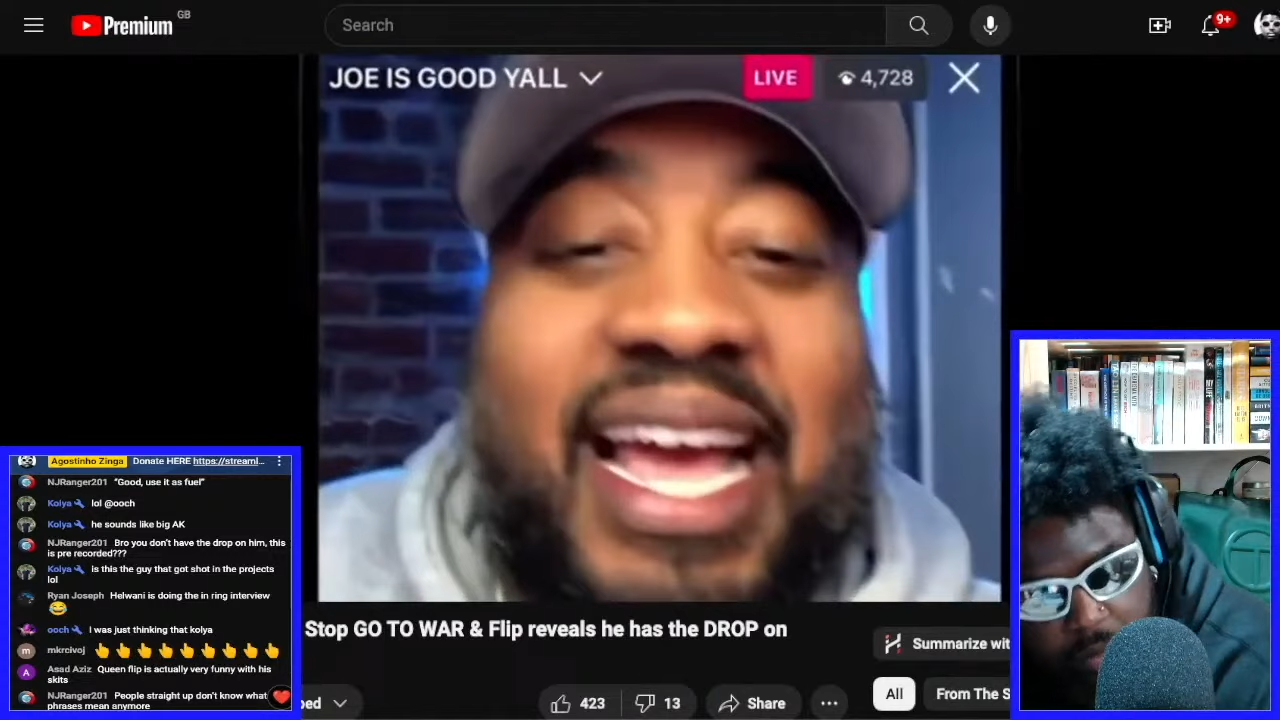 Premium GB
Search
9+
JOE IS GOOD YALL
LIVE
4,728
Agostinho Zinga Donate HERE https://streaml...
NJRanger201 “Good, use it as fuel”
Kolya lol @ooch
Kolya he sounds like big AK
NJRanger201 Bro you don’t have the drop on him, this
is pre recorded???
Kolya Is this the guy that got shot in the projects
lol
Ryan Joseph Helwani is doing the in ring interview
ooch I was just thinking that kolya
mkrcivoj
Asad Aziz Queen flip is actually very funny with his
skits
NJRanger201 People straight up don’t know what
phrases mean anymore
Stop GO TO WAR & Flip reveals he has the DROP on
Summarize wit
bed
423
13
Share
All
From The S